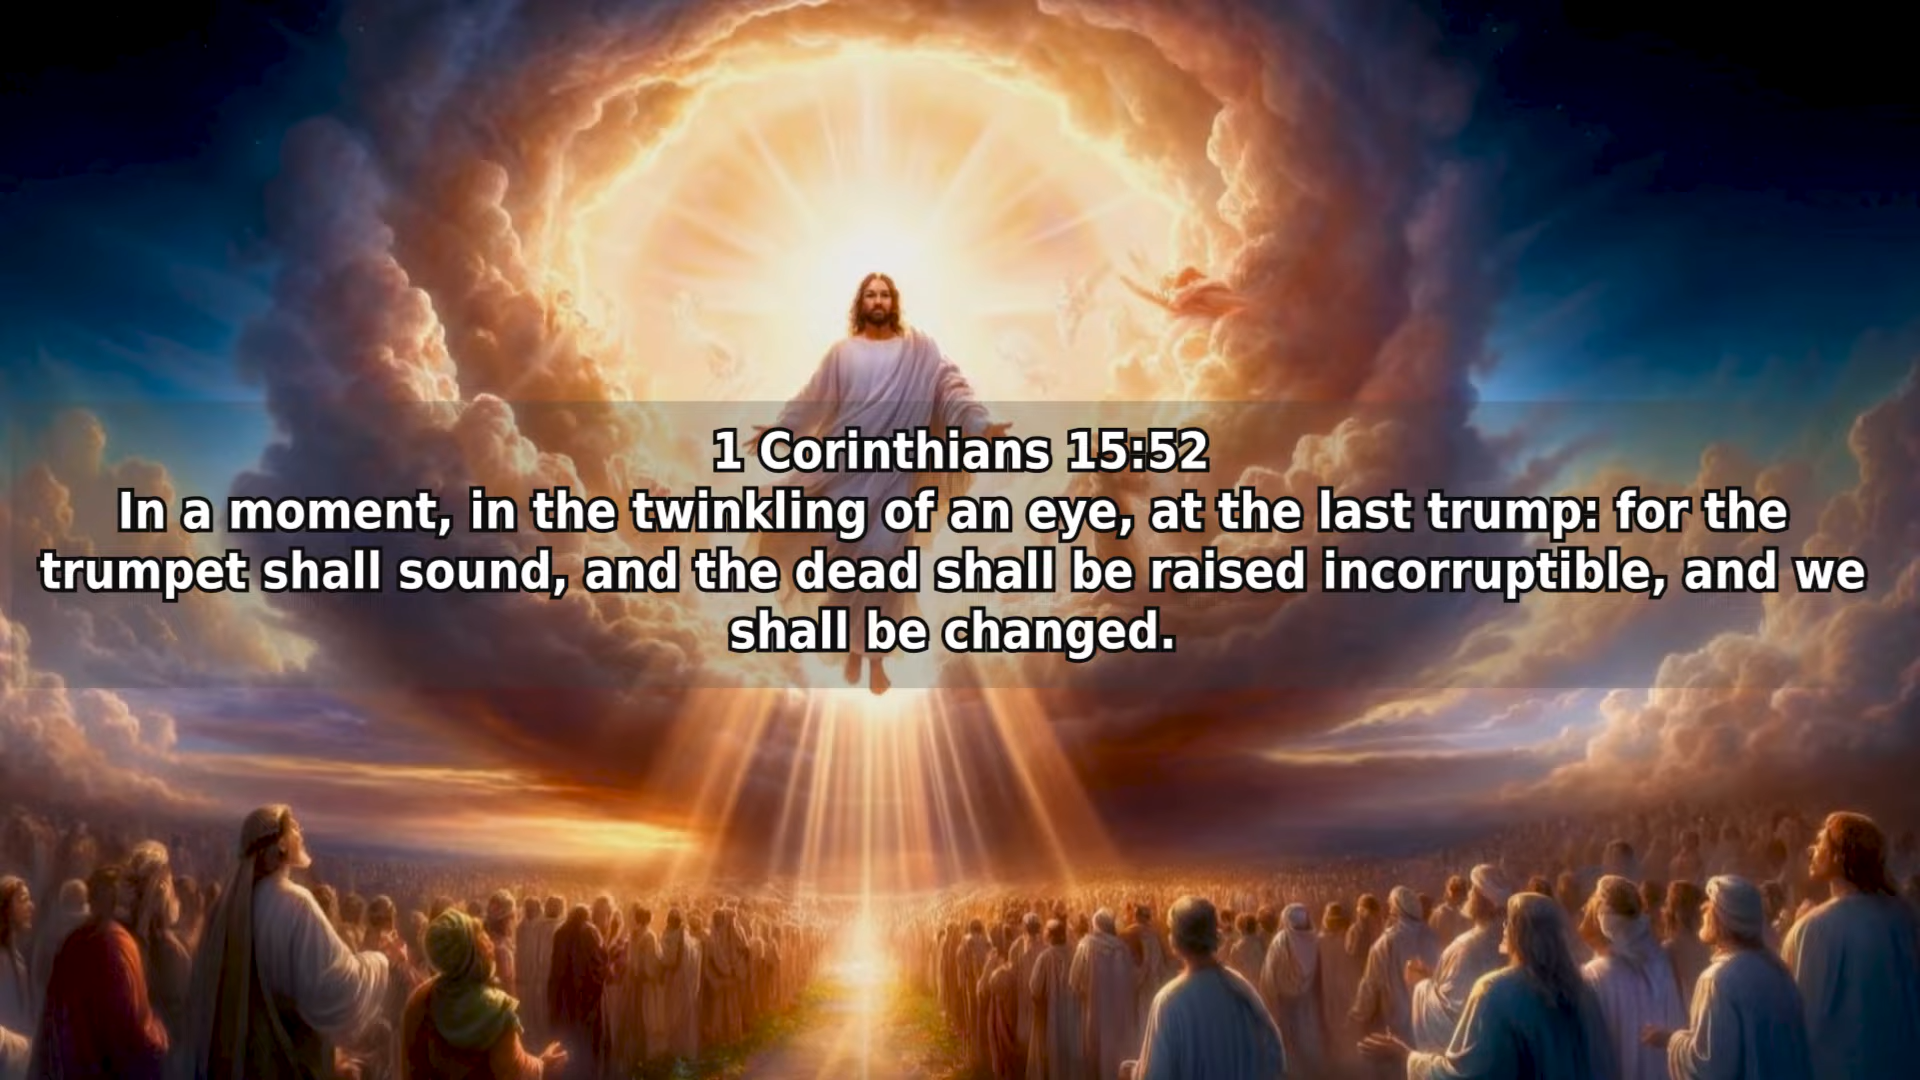 1 Corinthians 15:52
In a moment, in the twinkling of an eye, at the last trump: for the
trumpet shall sound, and the dead shall be raised incorruptible, and we
shall be changed.